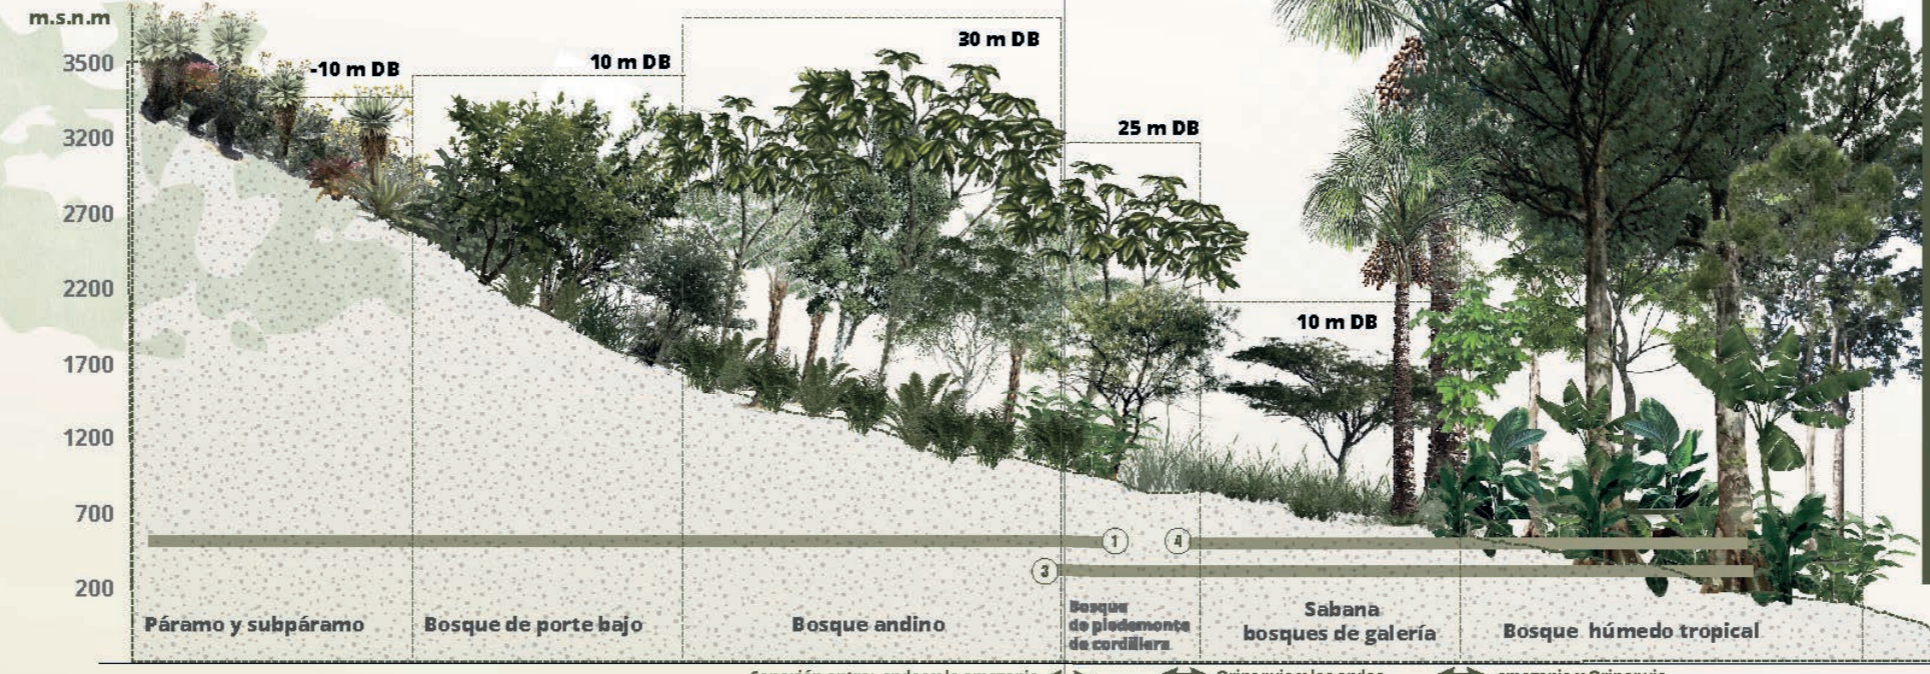 m.s.n.m
3500
3200
2700
2200
1700
1200
700
200
-10 m DB
10 m DB
30 m DB
25 m DB
10 m DB
1
4
3
Páramo y subpáramo
Bosque de porte bajo
Bosque andino
Bosque
de piedemonte
de cordillera
Sabana
bosques de galería
Bosque húmedo tropical